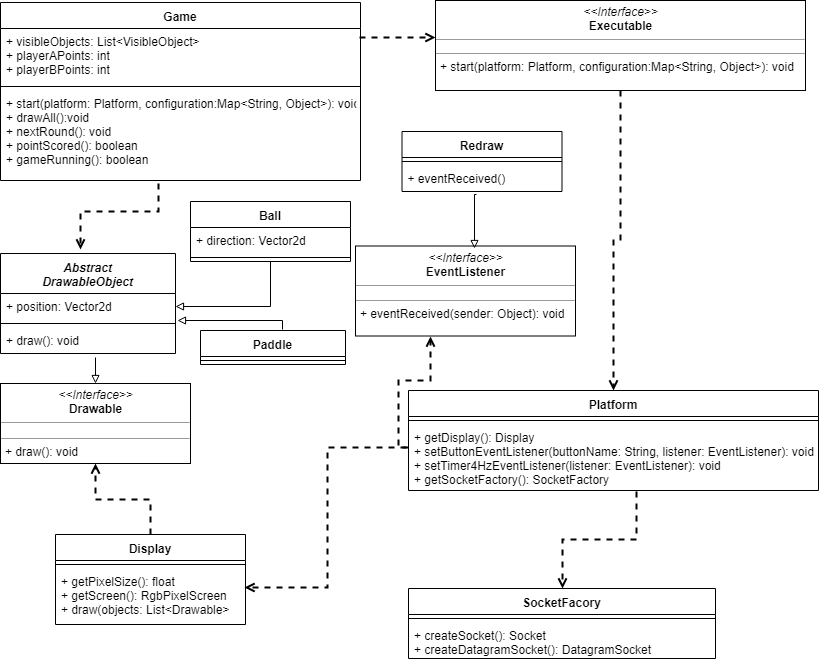 Game
+ visibleObjects: List<VisibleObject>
+ playerAPoints: int
+ playerBPoints: int
+ start(platform: Platform, configuration:Map<String, Object>): void
+ drawAll():void
+ nextRound(): void
+ pointScored(): boolean
+ gameRunning(): boolean
<<Interface>>
Executable
+ start(platform: Platform, configuration:Map<String, Object>): void
Redraw
+ eventReceived()
Ball
+ direction: Vector2d
<<Interface>>
EventListener
+ eventReceived(sender: Object): void
Abstract
DrawableObject
+ position: Vector2d
+ draw(): void
Paddle
<<Interface>>
Drawable
+ draw(): void
Platform
+ getDisplay(): Display
+ setButtonEventListener(buttonName: String, listener: EventListener): void
+ setTimer4HzEventListener(listener: EventListener): void
+ getSocketFactory(): SocketFactory
Display
+ getPixelSize(): float
+ getScreen(): RgbPixelScreen
+ draw(objects: List<Drawable>
SocketFacory
+ createSocket(): Socket
+ createDatagramSocket(): DatagramSocket